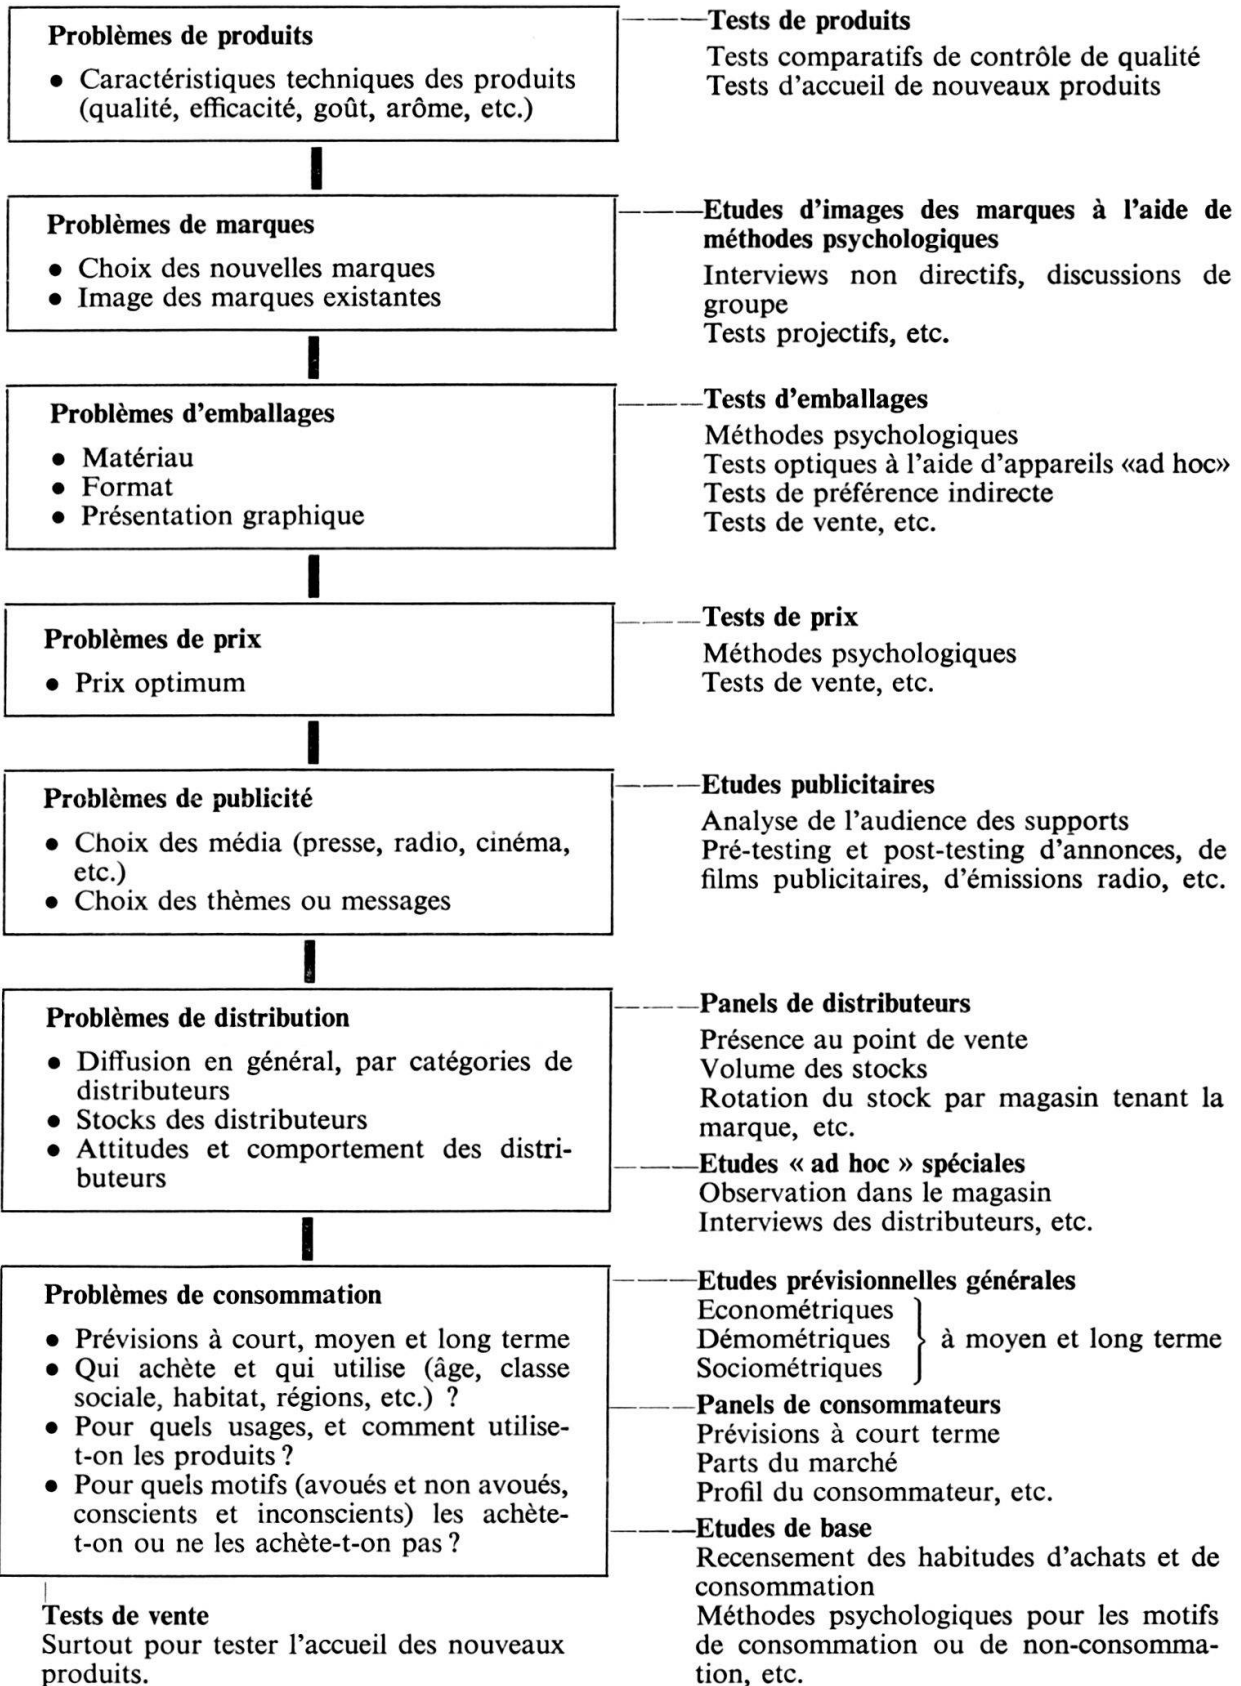 Problèmes de produits
• Caractéristiques techniques des produits
(qualité, efficacité, goût, arôme, etc.)
Tests de produits
Tests comparatifs de contrôle de qualité
Tests d'accueil de nouveaux produits
Problèmes de marques
• Choix des nouvelles marques
• Image des marques existantes
Etudes d'images des marques à l'aide de
méthodes psychologiques
Interviews non directifs, discussions de
groupe
Tests projectifs, etc.
Problèmes d'emballages
• Matériau
• Format
• Présentation graphique
Tests d'emballages
Méthodes psychologiques
Tests optiques à l'aide d'appareils «ad hoc»
Tests de préférence indirecte
Tests de vente, etc.
Problèmes de prix
• Prix optimum
Tests de prix
Méthodes psychologiques
Tests de vente, etc.
Problèmes de publicité
• Choix des média (presse, radio, cinéma,
etc.)
• Choix des thèmes ou messages
Etudes publicitaires
Analyse de l'audience des supports
Pré-testing et post-testing d'annonces, de
films publicitaires, d'émissions radio, etc.
Problèmes de distribution
• Diffusion en général, par catégories de
distributeurs
• Stocks des distributeurs
• Attitudes et comportement des distri-
buteurs
Panels de distributeurs
Présence au point de vente
Volume des stocks
Rotation du stock par magasin tenant la
marque, etc.
Etudes « ad hoc » spéciales
Observation dans le magasin
Interviews des distributeurs, etc.
Problèmes de consommation
• Prévisions à court, moyen et long terme
• Qui achète et qui utilise (âge, classe
sociale, habitat, régions, etc.) ?
• Pour quels usages, et comment utilise-
t-on les produits ?
• Pour quels motifs (avoués et non avoués,
conscients et inconscients) les achète-
t-on ou ne les achète-t-on pas ?
Etudes prévisionnelles générales
Econométriques
Démométriques } à moyen et long terme
Sociométriques
Panels de consommateurs
Prévisions à court terme
Parts du marché
Profil du consommateur, etc.
Etudes de base
Recensement des habitudes d'achats et de
consommation
Méthodes psychologiques pour les motifs
de consommation ou de non-consomma-
tion, etc.
Tests de vente
Surtout pour tester l'accueil des nouveaux
produits.